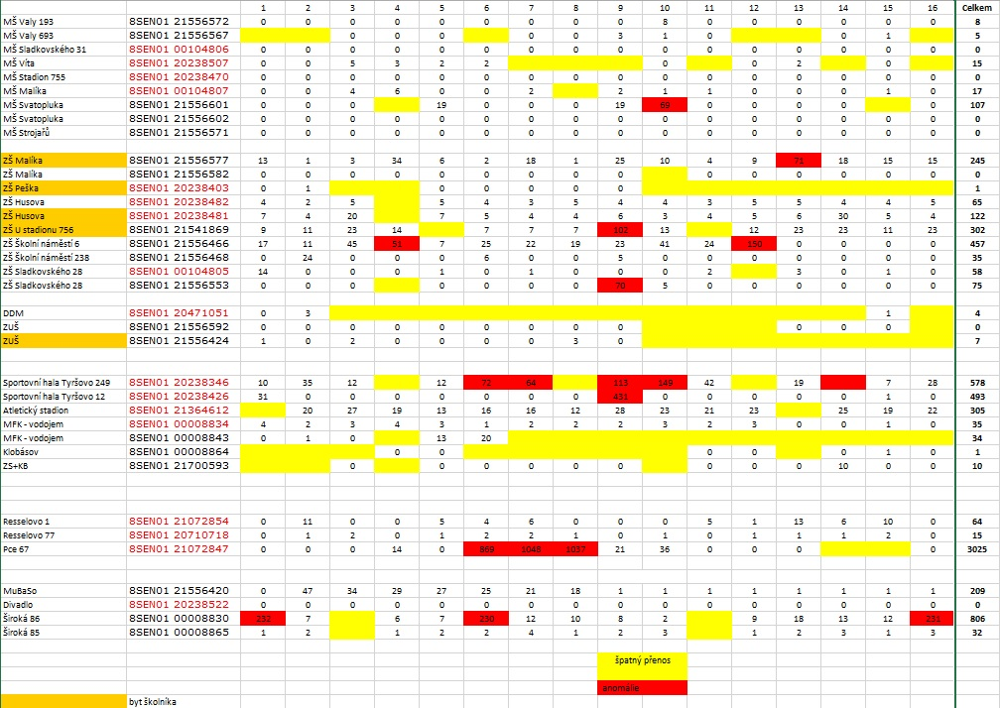 1 2 3 4 5 6 7 8 9 10 11 12 13 14 15 16 Celkem
MŠ Valy 193 8SEN01 21556572 0 0 0 0 0 0 0 0 0 8 0 0 0 0 0 0 8
MŠ Valy 693 8SEN01 21556567 0 0 0 0 0 3 1 0 0 1 5
MŠ Sladkovského 31 8SEN01 00104806 0 0 0 0 0 0 0 0 0 0 0 0 0 0 0 0 0
MŠ Víta 8SEN01 20238507 0 0 5 3 2 2 0 0 2 0 15
MŠ Stadion 755 8SEN01 20238470 0 0 0 0 0 0 0 0 0 0 0 0 0 0 0 0 0
MŠ Malíka 8SEN01 00104807 0 0 4 6 0 0 2 2 1 1 0 0 0 1 0 17
MŠ Svatopluka 8SEN01 21556601 0 0 0 19 0 0 0 19 69 0 0 0 0 0 107
MŠ Svatopluka 8SEN01 21556602 0 0 0 0 0 0 0 0 0 0 0 0 0 0 0 0 0
MŠ Strojařů 8SEN01 21556571 0 0 0 0 0 0 0 0 0 0 0 0 0 0 0 0 0
ZŠ Malíka 8SEN01 21556577 13 1 3 34 6 2 18 1 25 10 4 9 71 18 15 15 245
ZŠ Malíka 8SEN01 21556582 0 0 0 0 0 0 0 0 0 0 0 0 0 0 0 0
ZŠ Peška 8SEN01 20238403 0 1 0 0 0 0 0 1
ZŠ Husova 8SEN01 20238482 4 2 5 5 4 3 5 4 4 3 5 5 4 4 5 65
ZŠ Husova 8SEN01 20238481 7 4 20 7 5 4 4 6 3 4 5 6 30 5 4 122
ZŠ U stadionu 756 8SEN01 21541869 9 11 23 14 7 7 7 102 13 12 23 23 11 23 302
ZŠ Školní náměstí 6 8SEN01 21556466 17 11 45 51 7 25 22 19 23 41 24 150 0 0 0 0 457
ZŠ Školní náměstí 238 8SEN01 21556468 0 24 0 0 0 6 0 0 5 0 0 0 0 0 0 0 35
ZŠ Sladkovského 28 8SEN01 00104805 14 0 0 0 1 0 1 0 0 0 2 3 0 1 0 58
ZŠ Sladkovského 28 8SEN01 21556553 0 0 0 0 0 0 0 70 5 0 0 0 0 0 0 75
DDM 8SEN01 20471051 0 3 1 4
ZUŠ 8SEN01 21556592 0 0 0 0 0 0 0 0 0 0 0 0 0
ZUŠ 8SEN01 21556424 1 0 2 0 0 0 0 3 0 7
Sportovní hala Tyršovo 249 8SEN01 20238346 10 35 12 12 72 64 113 149 42 19 7 28 578
Sportovní hala Tyršovo 12 8SEN01 20238426 31 0 0 0 0 0 0 0 431 0 0 0 0 0 1 0 493
Atletický stadion 8SEN01 21364612 20 27 19 13 16 16 12 28 23 21 23 25 19 22 305
MFK - vodojem 8SEN01 00008834 4 2 3 4 3 1 2 2 2 3 2 3 0 0 1 0 35
MFK - vodojem 8SEN01 00008843 0 1 0 13 20 34
Klobásov 8SEN01 00008864 0 0 0 0 0 1 0 1
ZS+KB 8SEN01 21700593 0 0 0 0 0 0 0 0 0 10 0 0 10
Resselovo 1 8SEN01 21072854 0 11 0 0 5 4 6 0 0 0 5 1 13 6 10 0 64
Resselovo 77 8SEN01 20710718 0 1 2 0 1 2 2 1 0 1 0 1 1 1 2 0 15
Pce 67 8SEN01 21072847 0 0 0 14 0 869 1048 1037 21 36 0 0 0 0 3025
MuBaSo 8SEN01 21556420 0 47 34 29 27 25 21 18 1 1 1 1 1 1 1 1 209
Divadlo 8SEN01 20238522 0 0 0 0 0 0 0 0 0 0 0 0 0 0 0 0 0
Široká 86 8SEN01 00008830 232 7 6 7 230 12 10 8 2 9 18 13 12 231 806
Široká 85 8SEN01 00008865 1 2 1 2 2 4 1 2 3 1 2 3 1 3 32
špatný přenos
anomálie
byt školníka